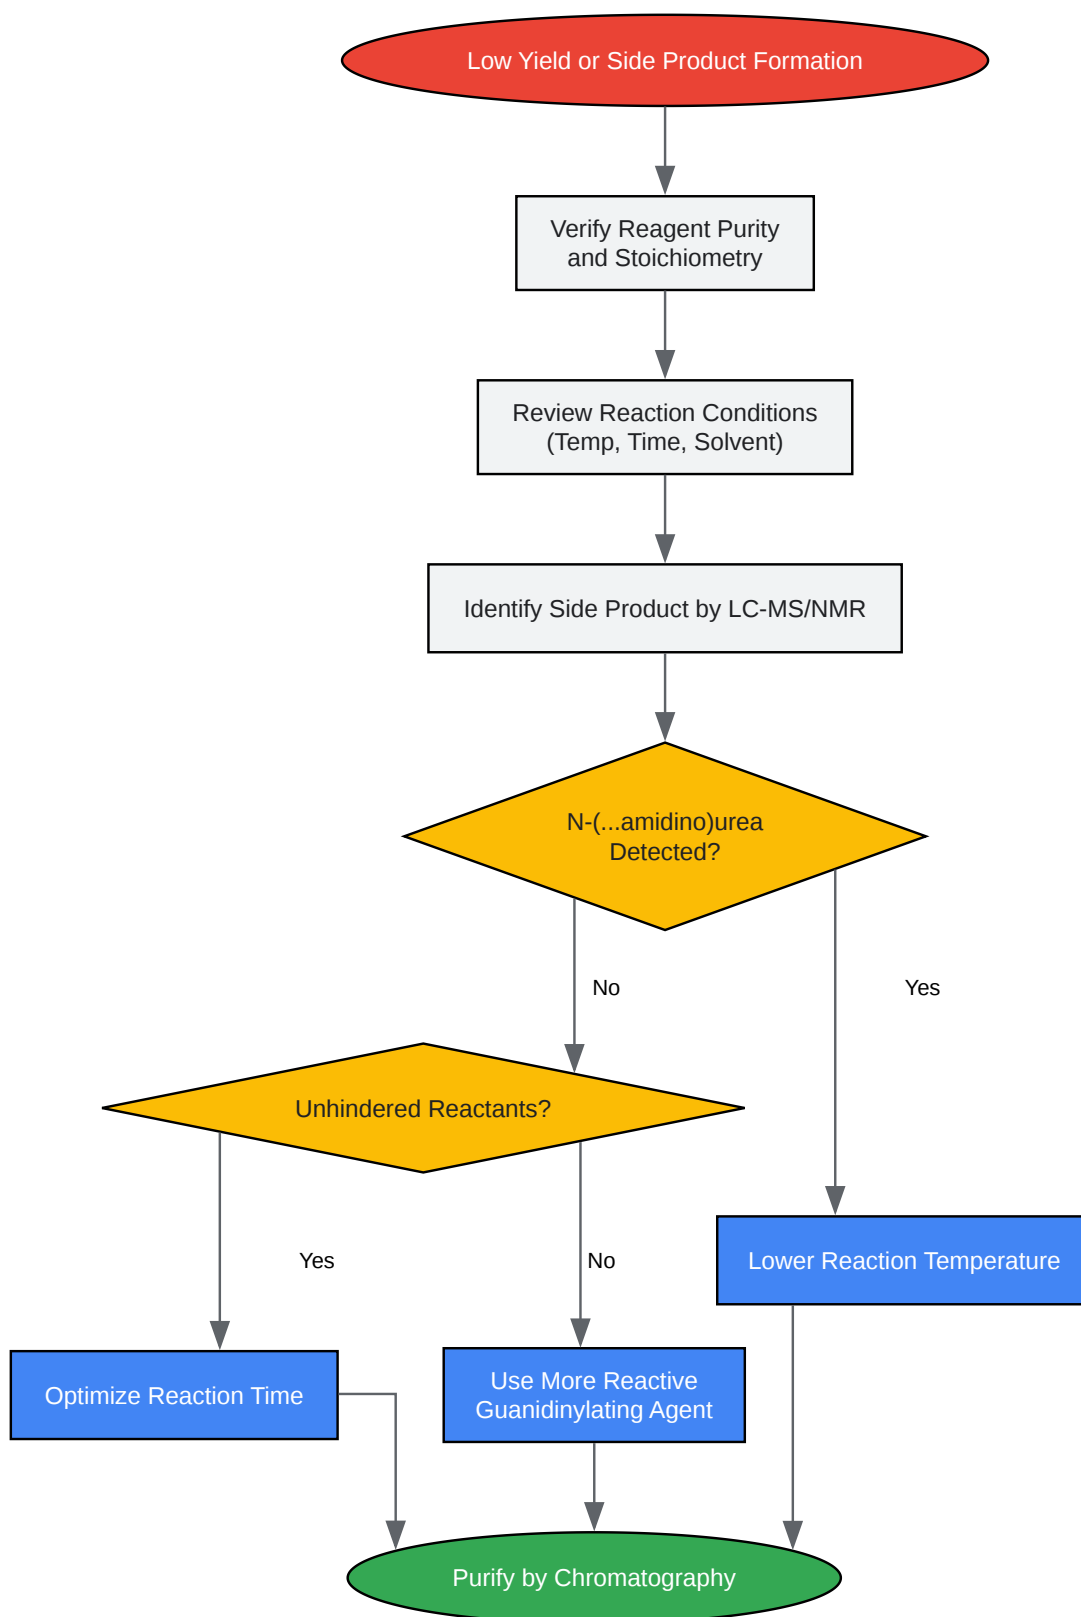 Low Yield or Side Product Formation
Verify Reagent Purity
and Stoichiometry
Review Reaction Conditions
(Temp, Time, Solvent)
Identify Side Product by LC-MS/NMR
N-(...amidino)urea
Detected?
No
Yes
Unhindered Reactants?
Yes
No
Lower Reaction Temperature
Optimize Reaction Time
Use More Reactive
Guanidinylating Agent
Purify by Chromatography